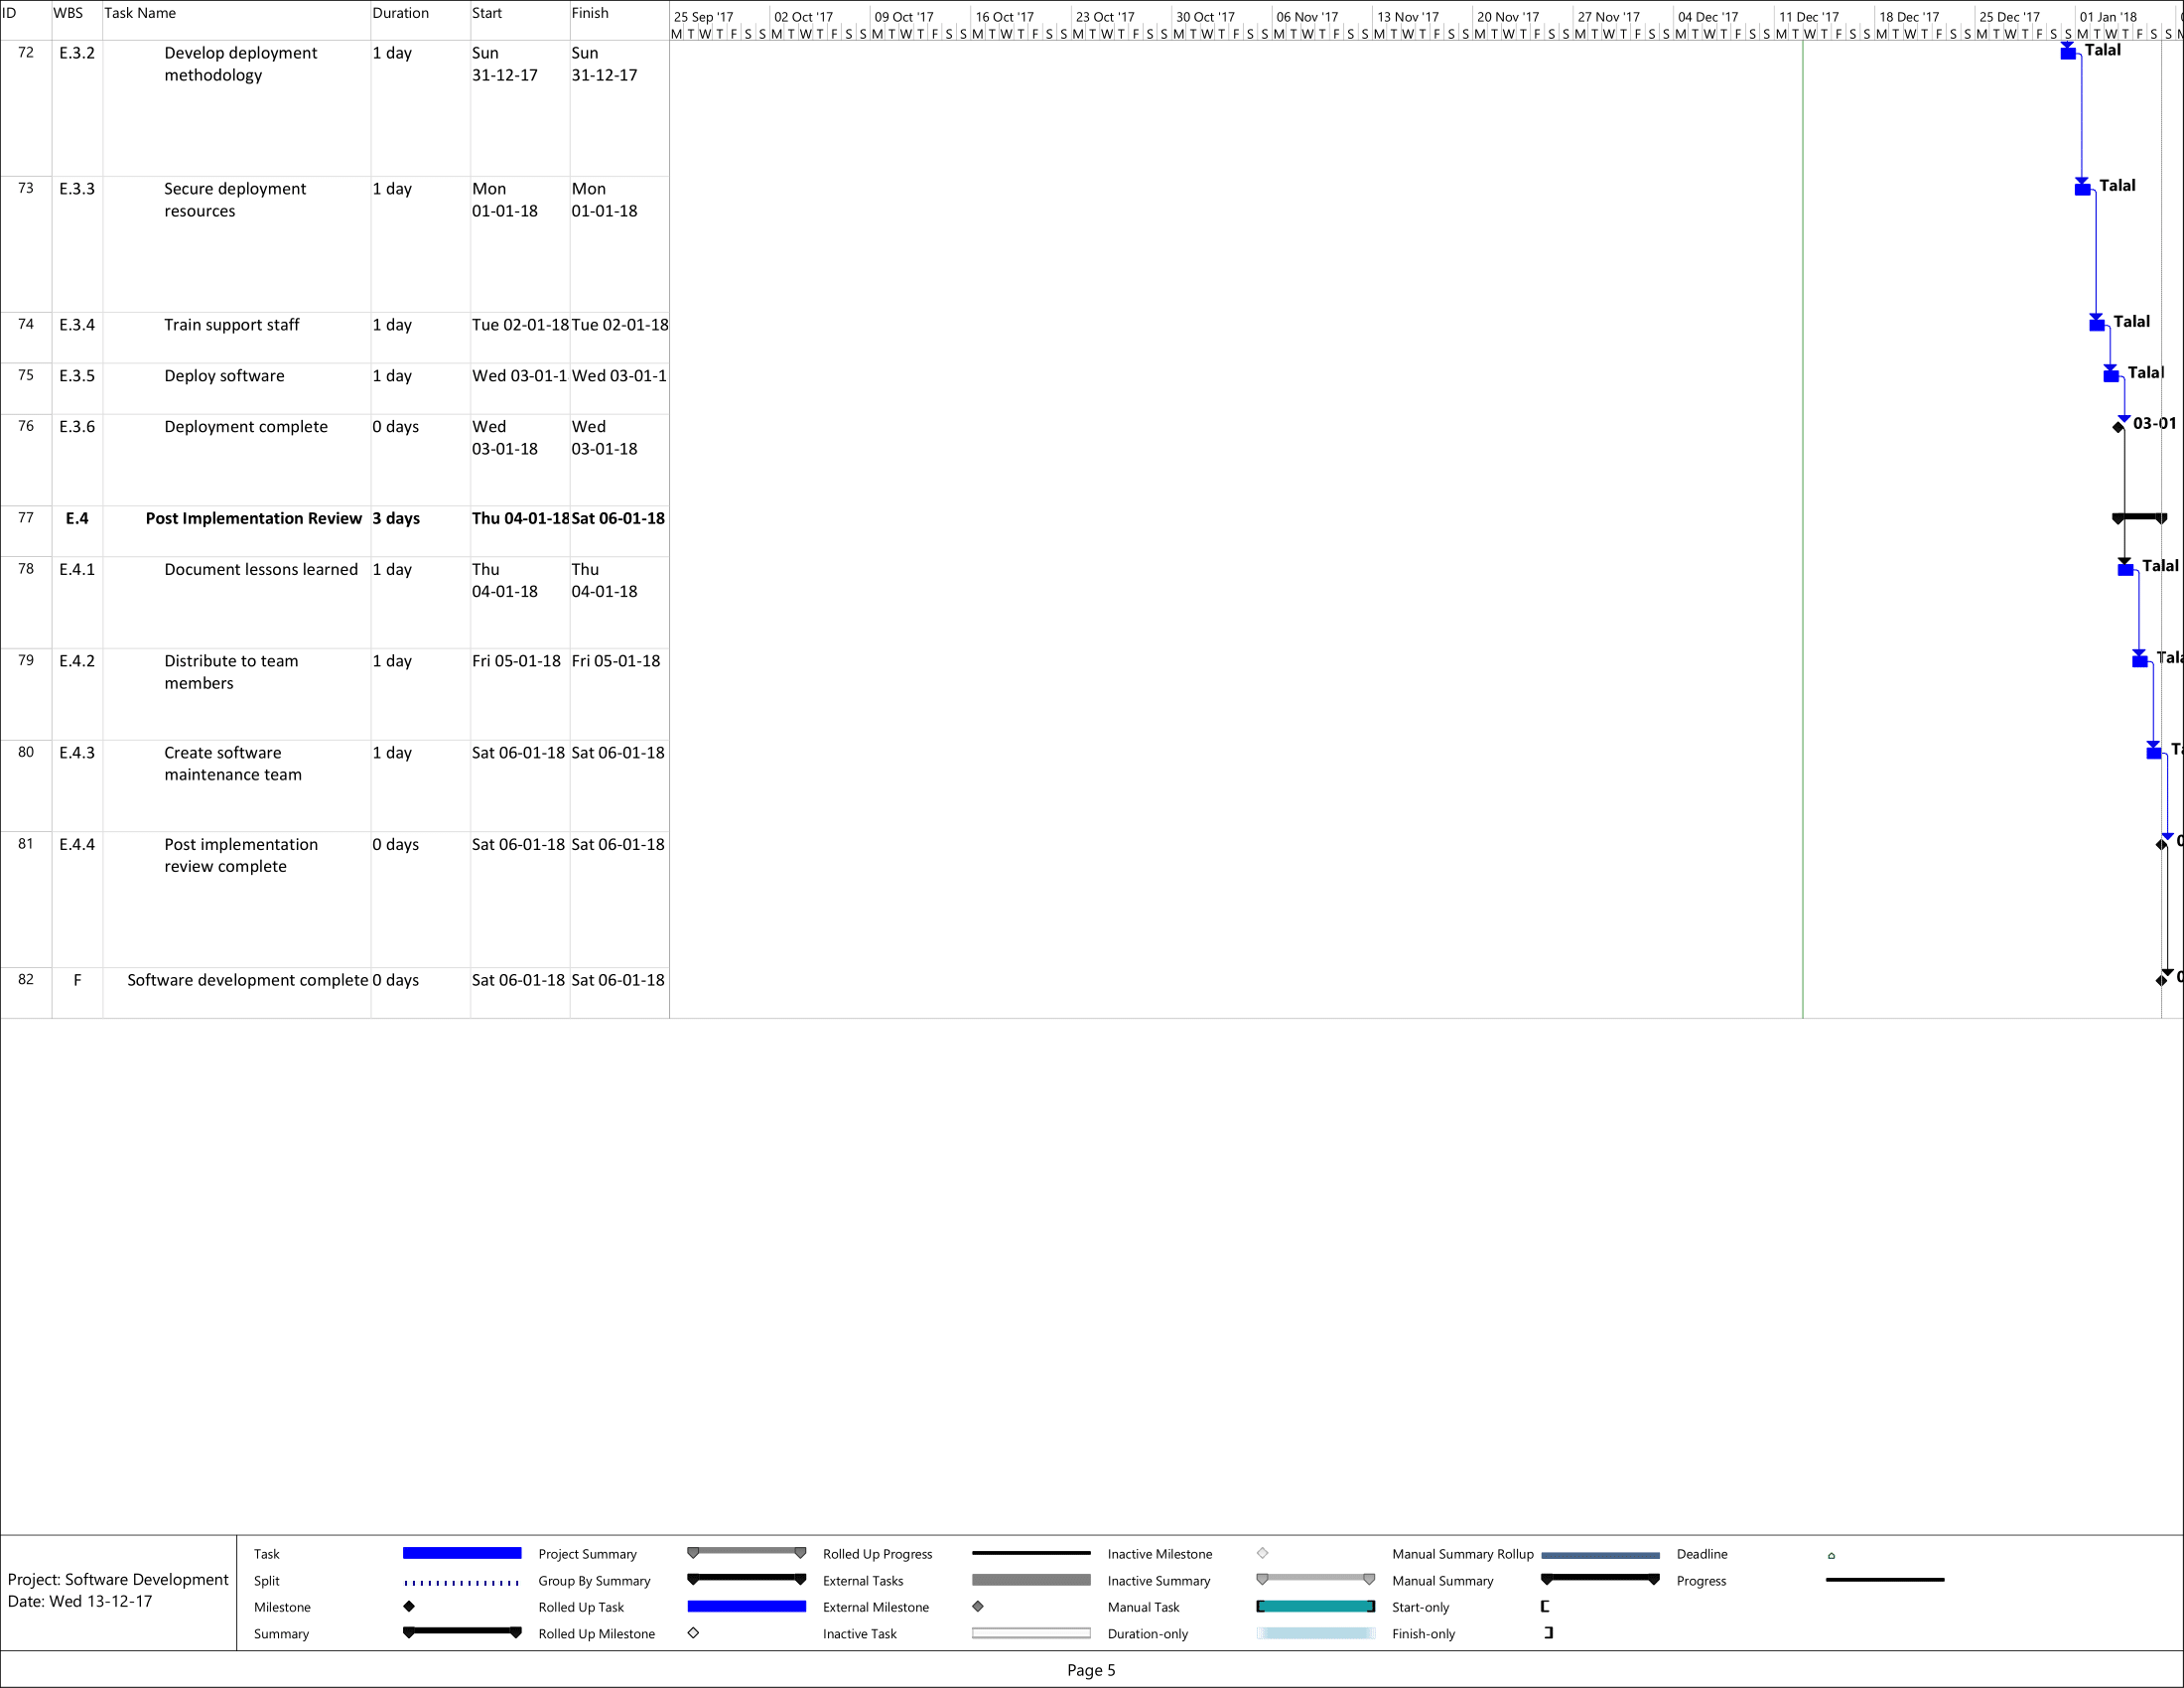 ID WBS Task Name Duration Start Finish
25 Sep '17 02 Oct '17 09 Oct '17 16 Oct '17 23 Oct '17 30 Oct '17 06 Nov '17 13 Nov '17 20 Nov '17 27 Nov '17 04 Dec '17 11 Dec '17 18 Dec '17 25 Dec '17 01 Jan '18
M T W T F S S M T W T F S S M T W T F S S M T W T F S S M T W T F S S M T W T F S S M T W T F S S M T W T F S S M T W T F S S M T W T F S S M T W T F S S M T W T F S S M T W T F S S M T W T F S S M T W T F S S
72 E.3.2 Develop deployment 1 day Sun Sun Talal
methodology 31-12-17 31-12-17
73 E.3.3 Secure deployment 1 day Mon Mon Talal
resources 01-01-18 01-01-18
74 E.3.4 Train support staff 1 day Tue 02-01-18 Tue 02-01-18 Talal
75 E.3.5 Deploy software 1 day Wed 03-01-1 Wed 03-01-1 Talal
76 E.3.6 Deployment complete 0 days Wed Wed 03-01
03-01-18 03-01-18
77 E.4 Post Implementation Review 3 days Thu 04-01-18 Sat 06-01-18
78 E.4.1 Document lessons learned 1 day Thu Thu Talal
04-01-18 04-01-18
79 E.4.2 Distribute to team 1 day Fri 05-01-18 Fri 05-01-18
members
80 E.4.3 Create software 1 day Sat 06-01-18 Sat 06-01-18
maintenance team
81 E.4.4 Post implementation 0 days Sat 06-01-18 Sat 06-01-18
review complete
82 F Software development complete 0 days Sat 06-01-18 Sat 06-01-18
Project: Software Development
Date: Wed 13-12-17
Task Project Summary Rolled Up Progress Inactive Milestone Manual Summary Rollup Deadline
Split Group By Summary External Tasks Inactive Summary Manual Summary Progress
Milestone Rolled Up Task External Milestone Manual Task Start-only
Summary Rolled Up Milestone Inactive Task Duration-only Finish-only
Page 5